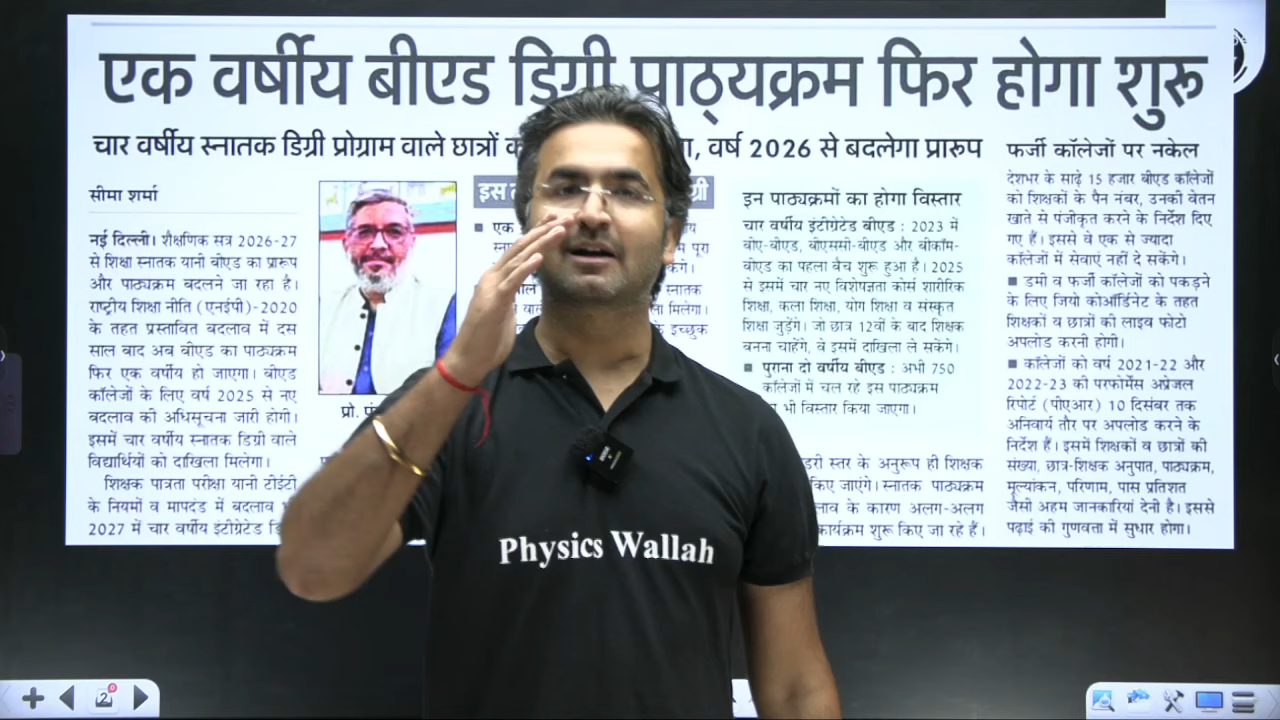 एक वर्षीय बीएड डिग्री पाठ्यक्रम फिर होगा शुरू
चार वर्षीय स्नातक डिग्री प्रोग्राम वाले छात्रों
, वर्ष 2026 से बदलेगा प्रारूप
सीमा शर्मा
नई दिल्ली। शैक्षणिक सत्र 2026-27
से शिक्षा स्नातक यानी बीएड का प्रारूप
और पाठ्यक्रम बदलने जा रहा है।
राष्ट्रीय शिक्षा नीति (एनईपी)-2020
के तहत प्रस्तावित बदलाव में दस
साल बाद अब बीएड का पाठ्यक्रम
फिर एक वर्षीय हो जाएगा। बीएड
कॉलेजों के लिए वर्ष 2025 से नए
बदलाव की अधिसूचना जारी होगी।
इसमें चार वर्षीय स्नातक डिग्री वाले
विद्यार्थियों को दाखिला मिलेगा।
शिक्षक पात्रता परीक्षा यानी टीईटी
के नियमों व मापदंड में बदलाव
2027 में चार वर्षीय इंटीग्रेटेड
प्रो.
इस
■ एक
पूरा
स्नातक
मिलेगा।
के इच्छुक
इन पाठ्यक्रमों का होगा विस्तार
चार वर्षीय इंटीग्रेटेड बीएड : 2023 में
बीए-बीएड, बीएससी-बीएड और बीकॉम-
बीएड का पहला बैच शुरू हुआ है। 2025
से इसमें चार नए विशेषज्ञता कोर्स शारीरिक
शिक्षा, कला शिक्षा, योग शिक्षा व संस्कृत
शिक्षा जुड़ेंगे। जो छात्र 12वीं के बाद शिक्षक
बनना चाहेंगे, वे इसमें दाखिला ले सकेंगे।
■ पुराना दो वर्षीय बीएड : अभी 750
कॉलेजों में चल रहे इस पाठ्यक्रम
भी विस्तार किया जाएगा।
स्तर के अनुरूप ही शिक्षक
किए जाएंगे। स्नातक पाठ्यक्रम
के कारण अलग-अलग
कार्यक्रम शुरू किए जा रहे हैं।
फर्जी कॉलेजों पर नकेल
देशभर के साढ़े 15 हजार बीएड कॉलेजों
को शिक्षकों के पैन नंबर, उनकी वेतन
खाते से पंजीकृत करने के निर्देश दिए
गए हैं। इससे वे एक से ज्यादा
कॉलेजों में सेवाएं नहीं दे सकेंगे।
■ डमी व फर्जी कॉलेजों को पकड़ने
के लिए जियो कोऑर्डिनेट के तहत
शिक्षकों व छात्रों की लाइव फोटो
अपलोड करनी होगी।
■ कॉलेजों को वर्ष 2021-22 और
2022-23 की परफोर्मेंस अप्रेजल
रिपोर्ट (पीएआर) 10 दिसंबर तक
अनिवार्य तौर पर अपलोड करने के
निर्देश हैं। इसमें शिक्षकों व छात्रों की
संख्या, छात्र-शिक्षक अनुपात, पाठ्यक्रम,
मूल्यांकन, परिणाम, पास प्रतिशत
जैसी अहम जानकारियां देनी है। इससे
पढ़ाई की गुणवता में सुधार होगा।
Physics Wallah
2